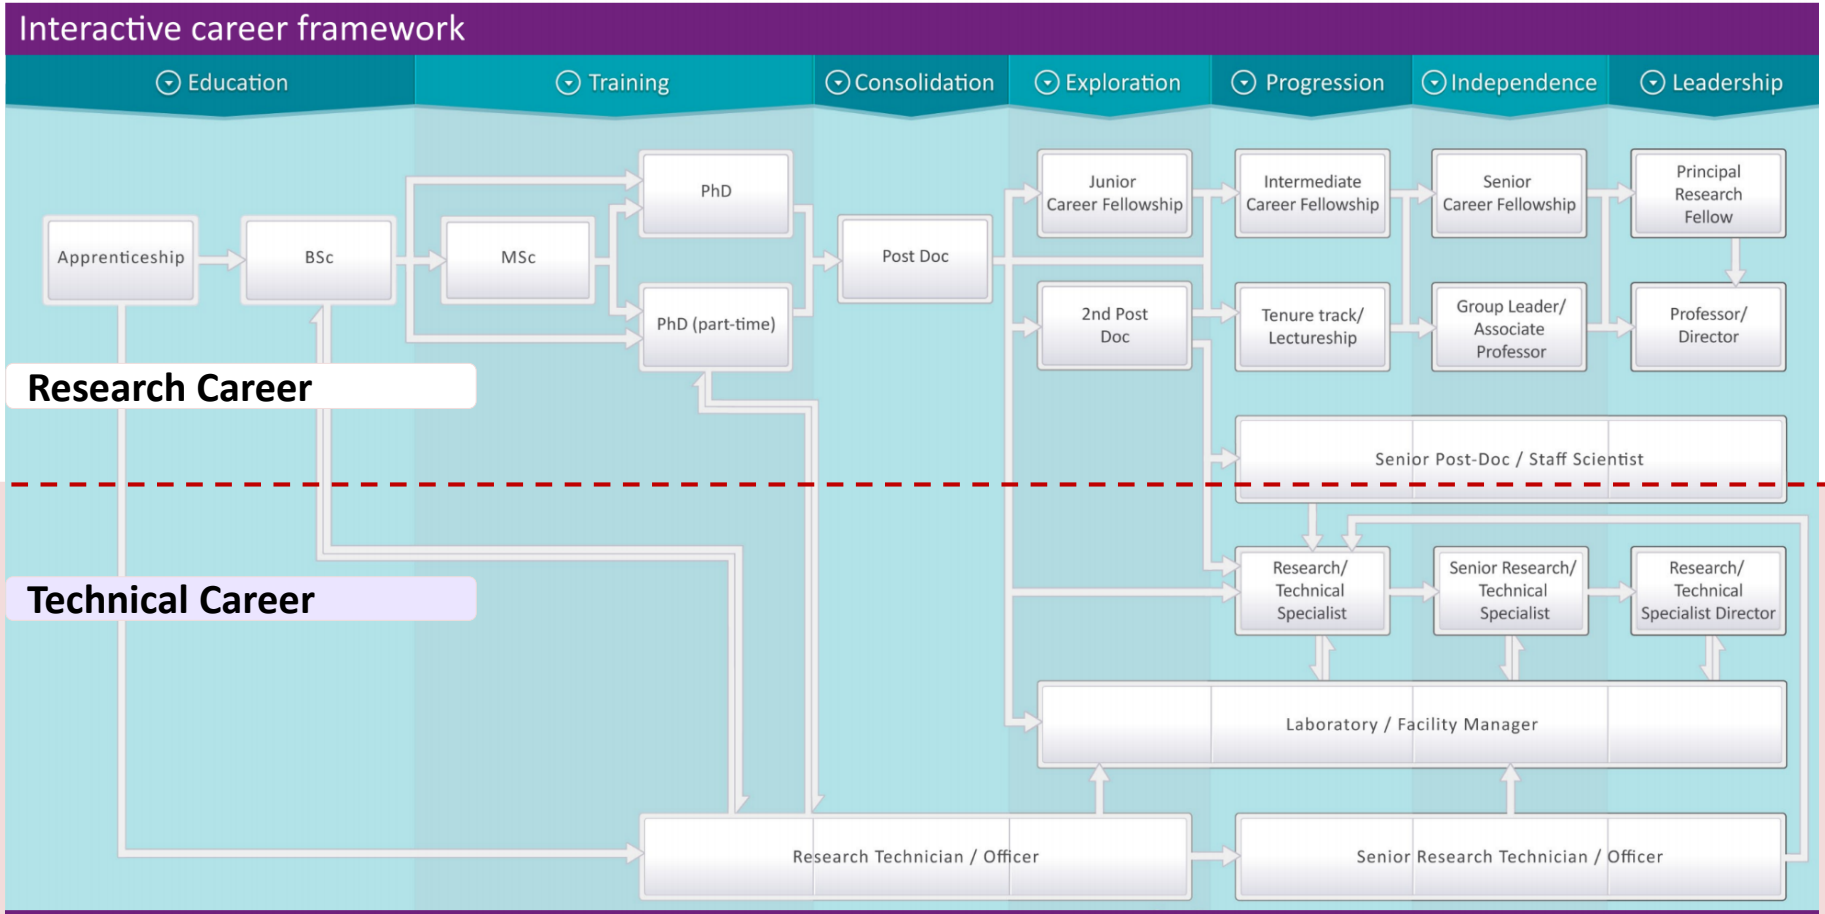 Interactive career framework
Education
Training
Consolidation
Exploration
Progression
Independence
Leadership
Apprenticeship
BSc
MSc
PhD
PhD (part-time)
Post Doc
Junior
Career Fellowship
2nd Post
Doc
Intermediate
Career Fellowship
Tenure track/
Lectureship
Senior
Career Fellowship
Group Leader/
Associate
Professor
Principal
Research
Fellow
Professor/
Director
Research Career
Senior Post-Doc / Staff Scientist
Technical Career
Research/
Technical
Specialist
Senior Research/
Technical
Specialist
Research/
Technical
Specialist Director
Laboratory / Facility Manager
Research Technician / Officer
Senior Research Technician / Officer